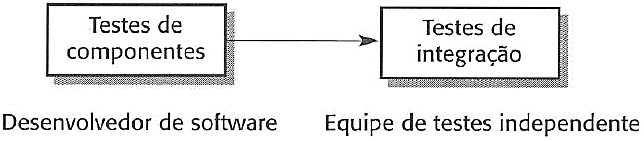 Testes de
componentes
Testes de
integração
Desenvolvedor de software
Equipe de testes independente